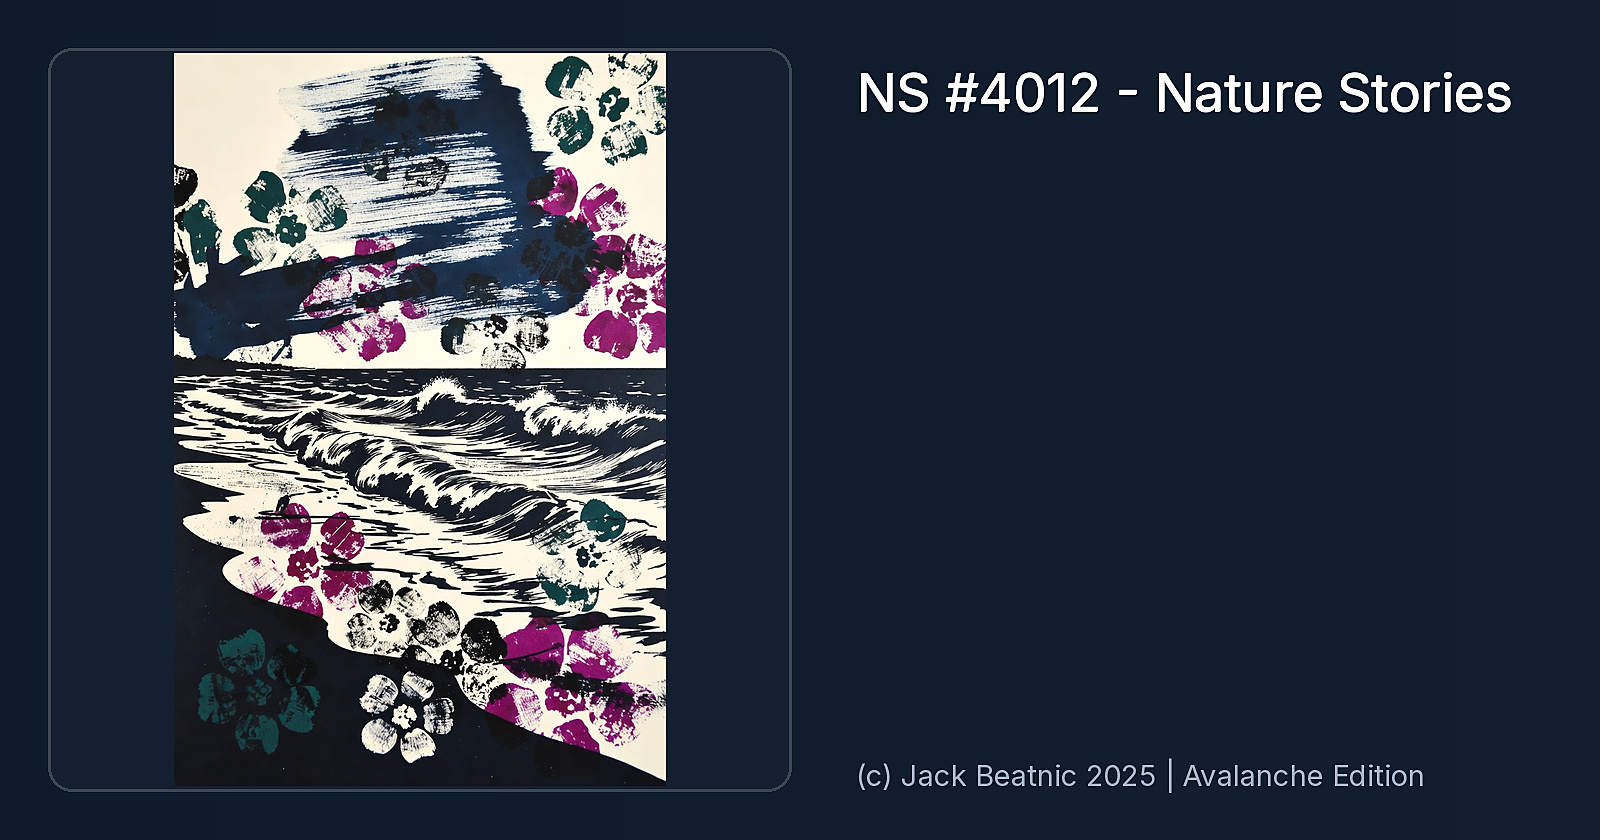 NS #4012 - Nature Stories
(c) Jack Beatnic 2025 | Avalanche Edition